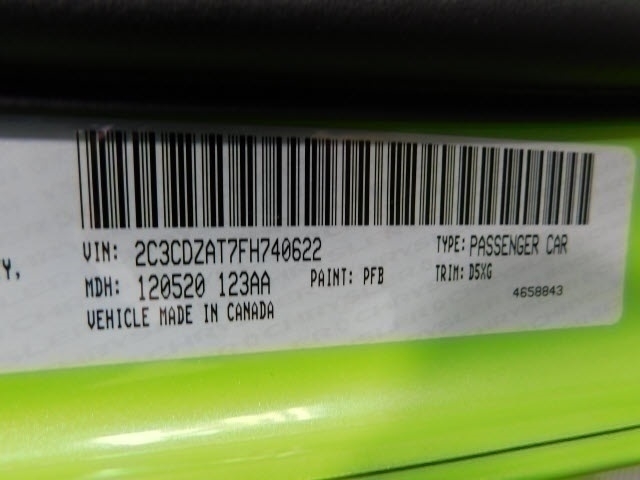 VIN: 2C3CDZAT7FH740622 TYPE: PASSENGER CAR
Y, MDH: 120520 123AA PAINT: PFB TRIM: D5XG
VEHICLE MADE IN CANADA 4658843